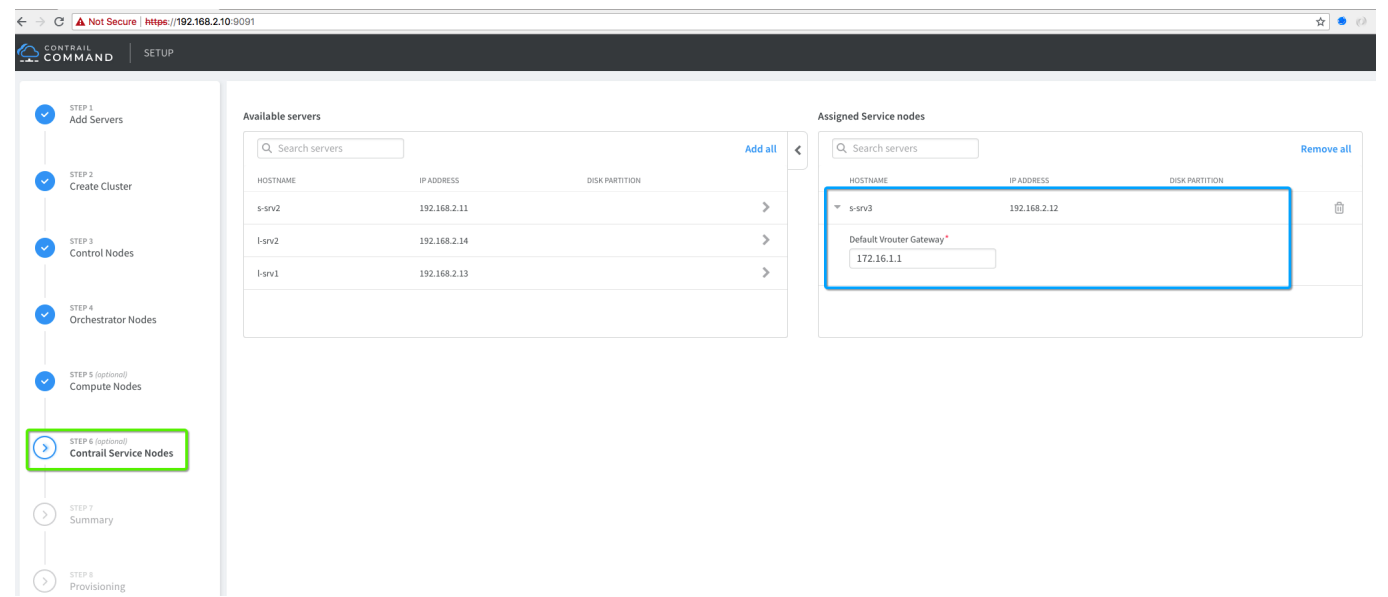 Not Secure | https://192.168.2.10:9091
CONTRAIL
COMMAND
SETUP
STEP 1
Add Servers
STEP 2
Create Cluster
STEP 3
Control Nodes
STEP 4
Orchestrator Nodes
STEP 5 (optional)
Compute Nodes
STEP 6 (optional)
Contrail Service Nodes
STEP 7
Summary
STEP 8
Provisioning
Available servers
Search servers
Add all
HOSTNAME IP ADDRESS DISK PARTITION
s-srv2 192.168.2.11
l-srv2 192.168.2.14
l-srv1 192.168.2.13
Assigned Service nodes
Search servers
Remove all
HOSTNAME IP ADDRESS DISK PARTITION
s-srv3 192.168.2.12
Default Vrouter Gateway*
172.16.1.1